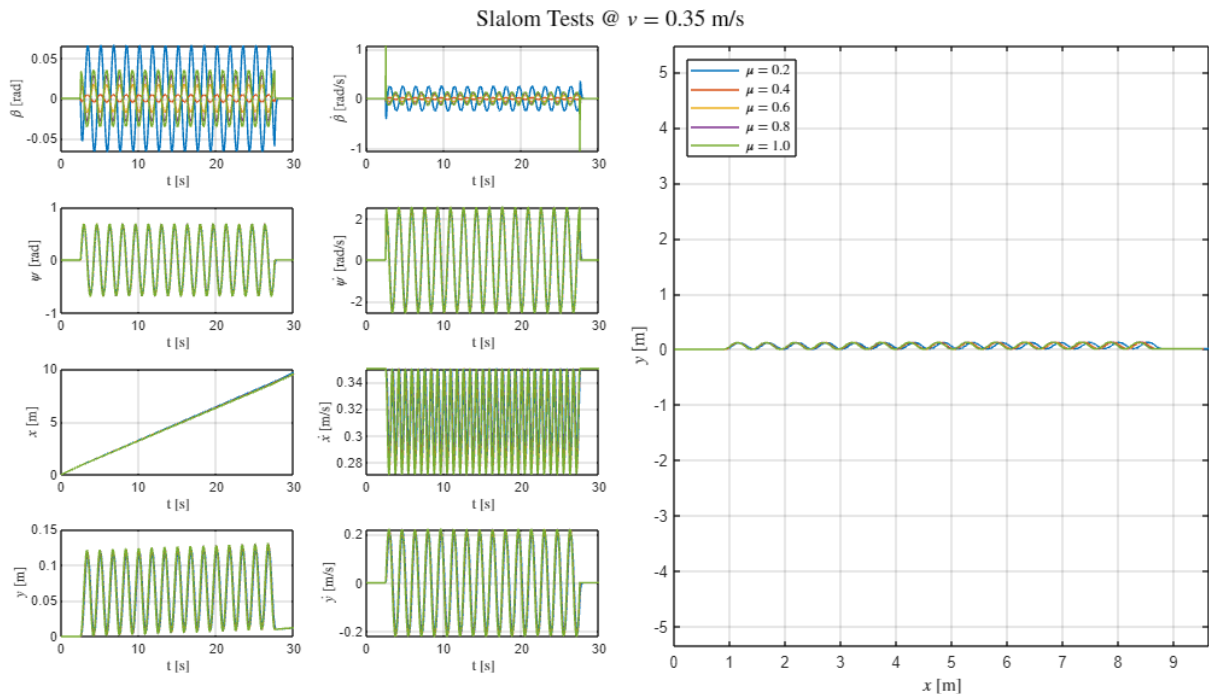 Slalom Tests @ v = 0.35 m/s
0.05
0
-0.05
β [rad]
0 10 20 30
t [s]
1
0
-1
β̇ [rad/s]
0 10 20 30
t [s]
1
0
-1
ψ [rad]
0 10 20 30
t [s]
2
0
-2
ψ̇ [rad/s]
0 10 20 30
t [s]
10
5
0
x [m]
0 10 20 30
t [s]
0.34
0.32
0.3
0.28
ẋ [m/s]
0 10 20 30
t [s]
0.15
0.1
0.05
0
y [m]
0 10 20 30
t [s]
0.2
0
-0.2
ẏ [m/s]
0 10 20 30
t [s]
μ = 0.2
μ = 0.4
μ = 0.6
μ = 0.8
μ = 1.0
5
4
3
2
1
0
-1
-2
-3
-4
-5
y [m]
0 1 2 3 4 5 6 7 8 9
x [m]